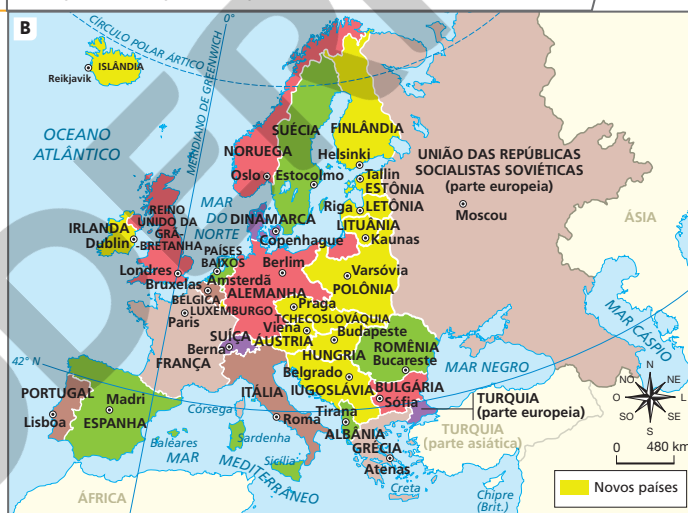 B
CÍRCULO POLAR ÁRTICO
0°
MERIDIANO DE GREENWICH
ISLÂNDIA
Reikjavik
OCEANO
ATLÂNTICO
SUÉCIA
FINLÂNDIA
NORUEGA
Helsinki
Oslo
Estocolmo
Tallin
ESTÔNIA
UNIÃO DAS REPÚBLICAS
SOCIALISTAS SOVIÉTICAS
(parte europeia)
Moscou
ÁSIA
Riga
LETÔNIA
LITUÂNIA
Kaunas
MAR
DO
NORTE
DINAMARCA
Copenhague
REINO
UNIDO DA
GRÃ-
-BRETANHA
IRLANDA
Dublin
Londres
PAÍSES
BAIXOS
Amsterdã
Bruxelas
BÉLGICA
LUXEMBURGO
Berlim
ALEMANHA
Varsóvia
POLÔNIA
Praga
TCHECOSLOVÁQUIA
Paris
FRANÇA
SUÍÇA
Berna
Viena
ÁUSTRIA
Budapeste
HUNGRIA
ROMÊNIA
Bucareste
MAR NEGRO
MAR CÁSPIO
Belgrado
IUGOSLÁVIA
BULGÁRIA
Sófia
42° N
PORTUGAL
Lisboa
Madri
ESPANHA
Córsega
ITÁLIA
Roma
Tirana
ALBÂNIA
GRÉCIA
Atenas
TURQUIA
(parte europeia)
TURQUIA
(parte asiática)
Baleares
Sardenha
Sicília
MAR MEDITERRÂNEO
Creta
Chipre
(Brit.)
ÁFRICA
N
NO
NE
O
L
SO
SE
S
0 480 km
Novos países